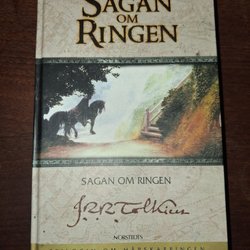 SAGAN
OM
RINGEN
SAGAN OM RINGEN
J.R.R. Tolkien
NORSTEDTS